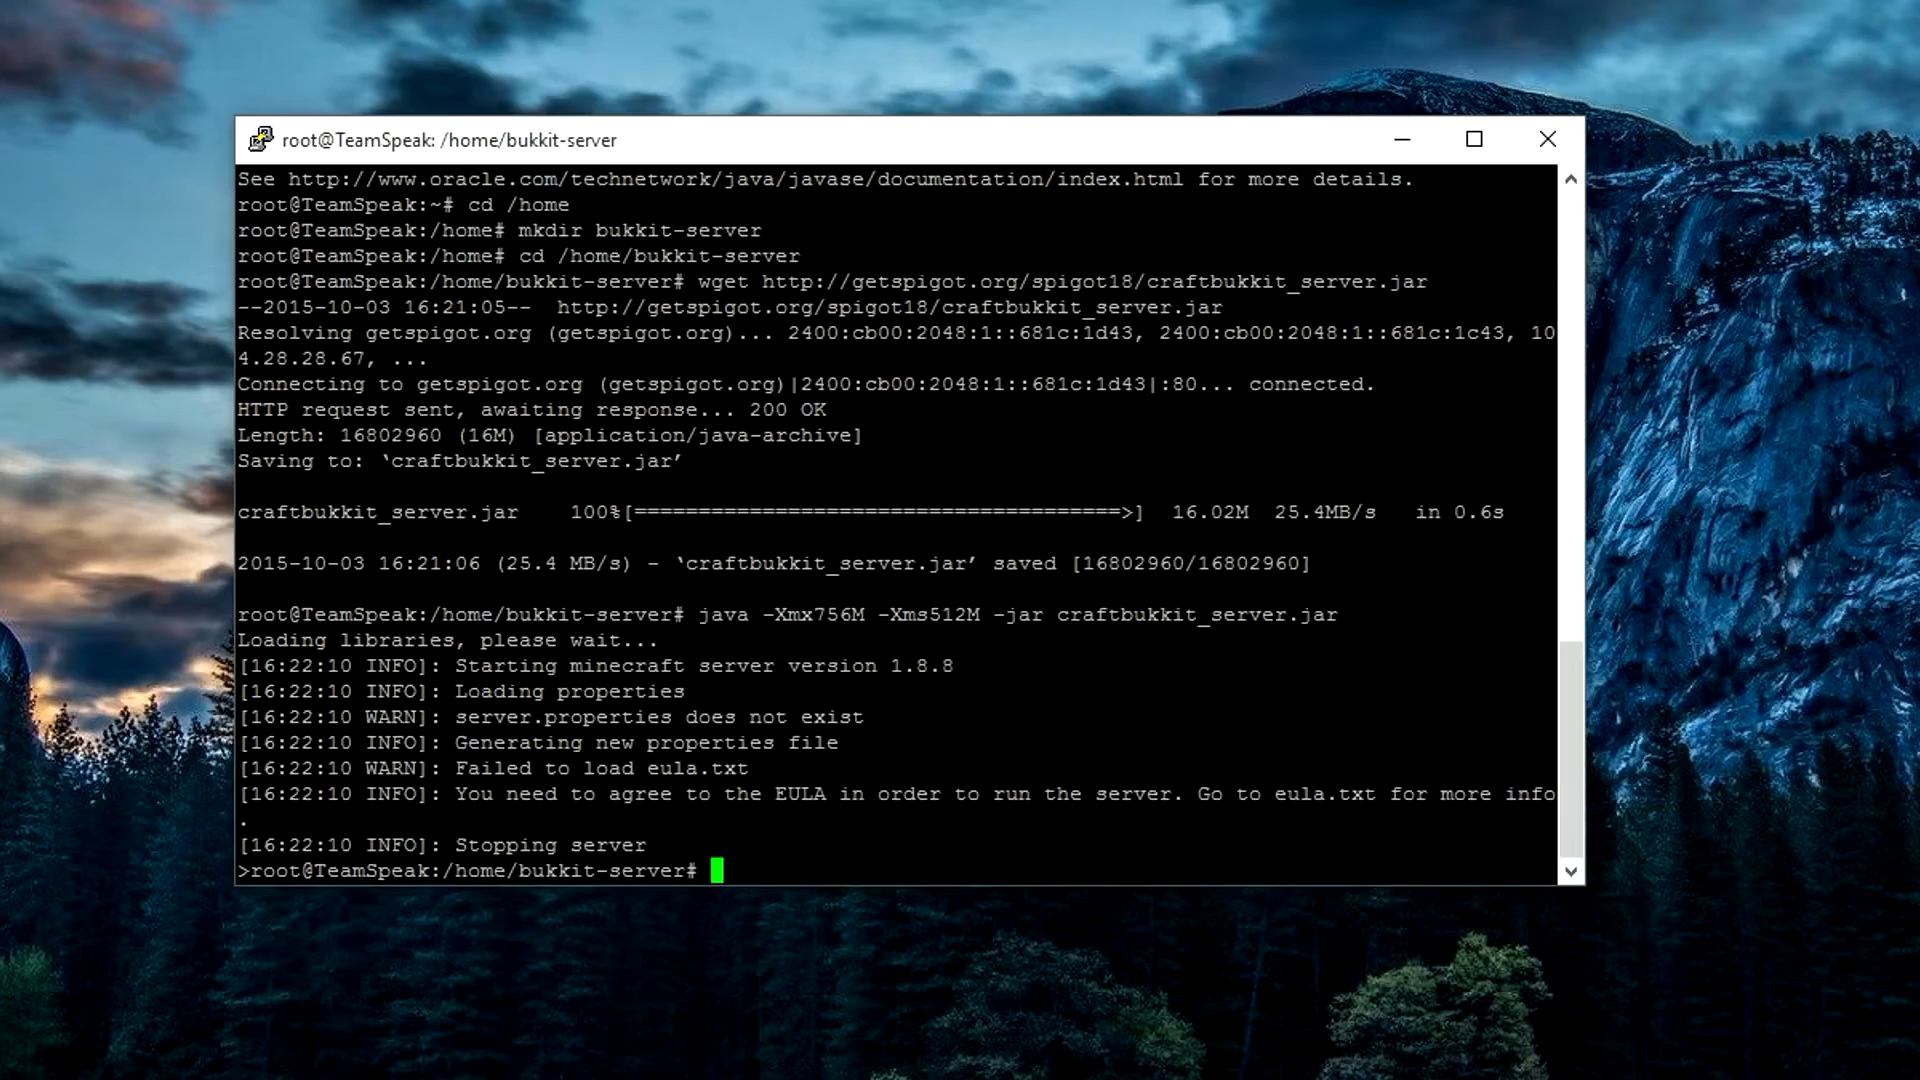 root@TeamSpeak: /home/bukkit-server
See http://www.oracle.com/technetwork/java/javase/documentation/index.html for more details.
root@TeamSpeak:~# cd /home
root@TeamSpeak:/home# mkdir bukkit-server
root@TeamSpeak:/home# cd /home/bukkit-server
root@TeamSpeak:/home/bukkit-server# wget http://getspigot.org/spigot18/craftbukkit_server.jar
--2015-10-03 16:21:05--  http://getspigot.org/spigot18/craftbukkit_server.jar
Resolving getspigot.org (getspigot.org)... 2400:cb00:2048:1::681c:1d43, 2400:cb00:2048:1::681c:1c43, 10
4.28.28.67, ...
Connecting to getspigot.org (getspigot.org)|2400:cb00:2048:1::681c:1d43|:80... connected.
HTTP request sent, awaiting response... 200 OK
Length: 16802960 (16M) [application/java-archive]
Saving to: ‘craftbukkit_server.jar’
craftbukkit_server.jar    100%[======================================>]  16.02M  25.4MB/s   in 0.6s
2015-10-03 16:21:06 (25.4 MB/s) - ‘craftbukkit_server.jar’ saved [16802960/16802960]
root@TeamSpeak:/home/bukkit-server# java -Xmx756M -Xms512M -jar craftbukkit_server.jar
Loading libraries, please wait...
[16:22:10 INFO]: Starting minecraft server version 1.8.8
[16:22:10 INFO]: Loading properties
[16:22:10 WARN]: server.properties does not exist
[16:22:10 INFO]: Generating new properties file
[16:22:10 WARN]: Failed to load eula.txt
[16:22:10 INFO]: You need to agree to the EULA in order to run the server. Go to eula.txt for more info
.
[16:22:10 INFO]: Stopping server
>root@TeamSpeak:/home/bukkit-server#